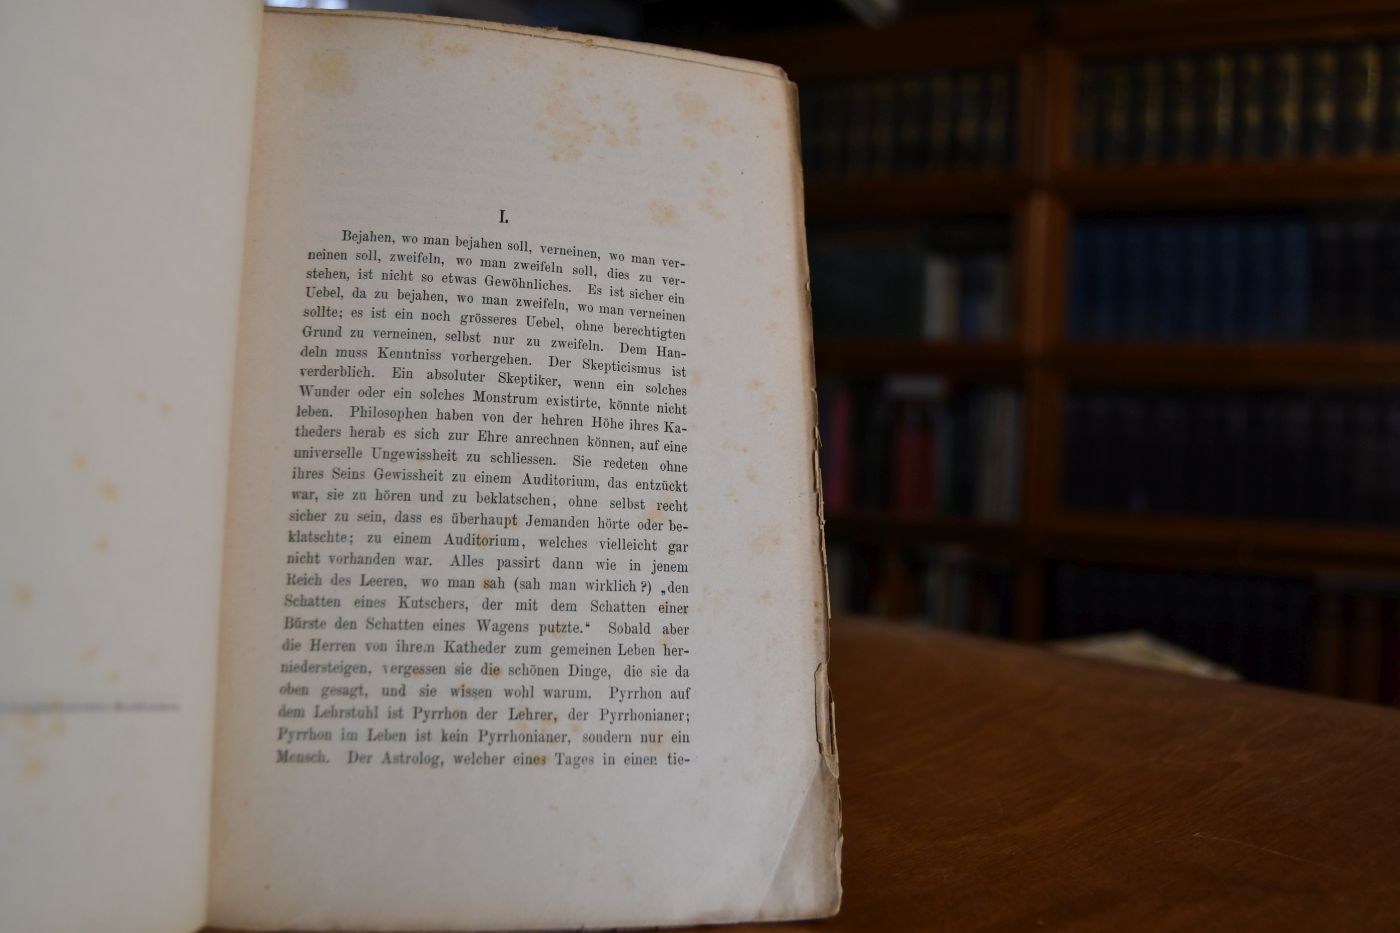 I.
Bejahen, wo man bejahen soll, verneinen, wo man ver-
neinen soll, zweifeln, wo man zweifeln soll, dies zu ver-
stehen, ist nicht so etwas Gewöhnliches. Es ist sicher ein
Uebel, da zu bejahen, wo man zweifeln, wo man verneinen
sollte; es ist ein noch grösseres Uebel, ohne berechtigten
Grund zu verneinen, selbst nur zu zweifeln. Dem Han-
deln muss Kenntniss vorhergehen. Der Skepticismus ist
verderblich. Ein absoluter Skeptiker, wenn ein solches
Wunder oder ein solches Monstrum existirte, könnte nicht
leben. Philosophen haben von der hehren Höhe ihres Ka-
theders herab es sich zur Ehre anrechnen können, auf eine
universelle Ungewissheit zu schliessen. Sie redeten ohne
ihres Seins Gewissheit zu einem Auditorium, das entzückt
war, sie zu hören und zu beklatschen, ohne selbst recht
sicher zu sein, dass es überhaupt Jemanden hörte oder be-
klatschte; zu einem Auditorium, welches vielleicht gar
nicht vorhanden war. Alles passirt dann wie in jenem
Reich des Leeren, wo man sah (sah man wirklich?) „den
Schatten eines Kutschers, der mit dem Schatten einer
Bürste den Schatten eines Wagens putzte.“ Sobald aber
die Herren von ihrem Katheder zum gemeinen Leben her-
niedersteigen, vergessen sie die schönen Dinge, die sie da
oben gesagt, und sie wissen wohl warum. Pyrrhon auf
dem Lehrstuhl ist Pyrrhon der Lehrer, der Pyrrhonianer;
Pyrrhon im Leben ist kein Pyrrhonianer, sondern nur ein
Mensch. Der Astrolog, welcher eines Tages in einen tie-